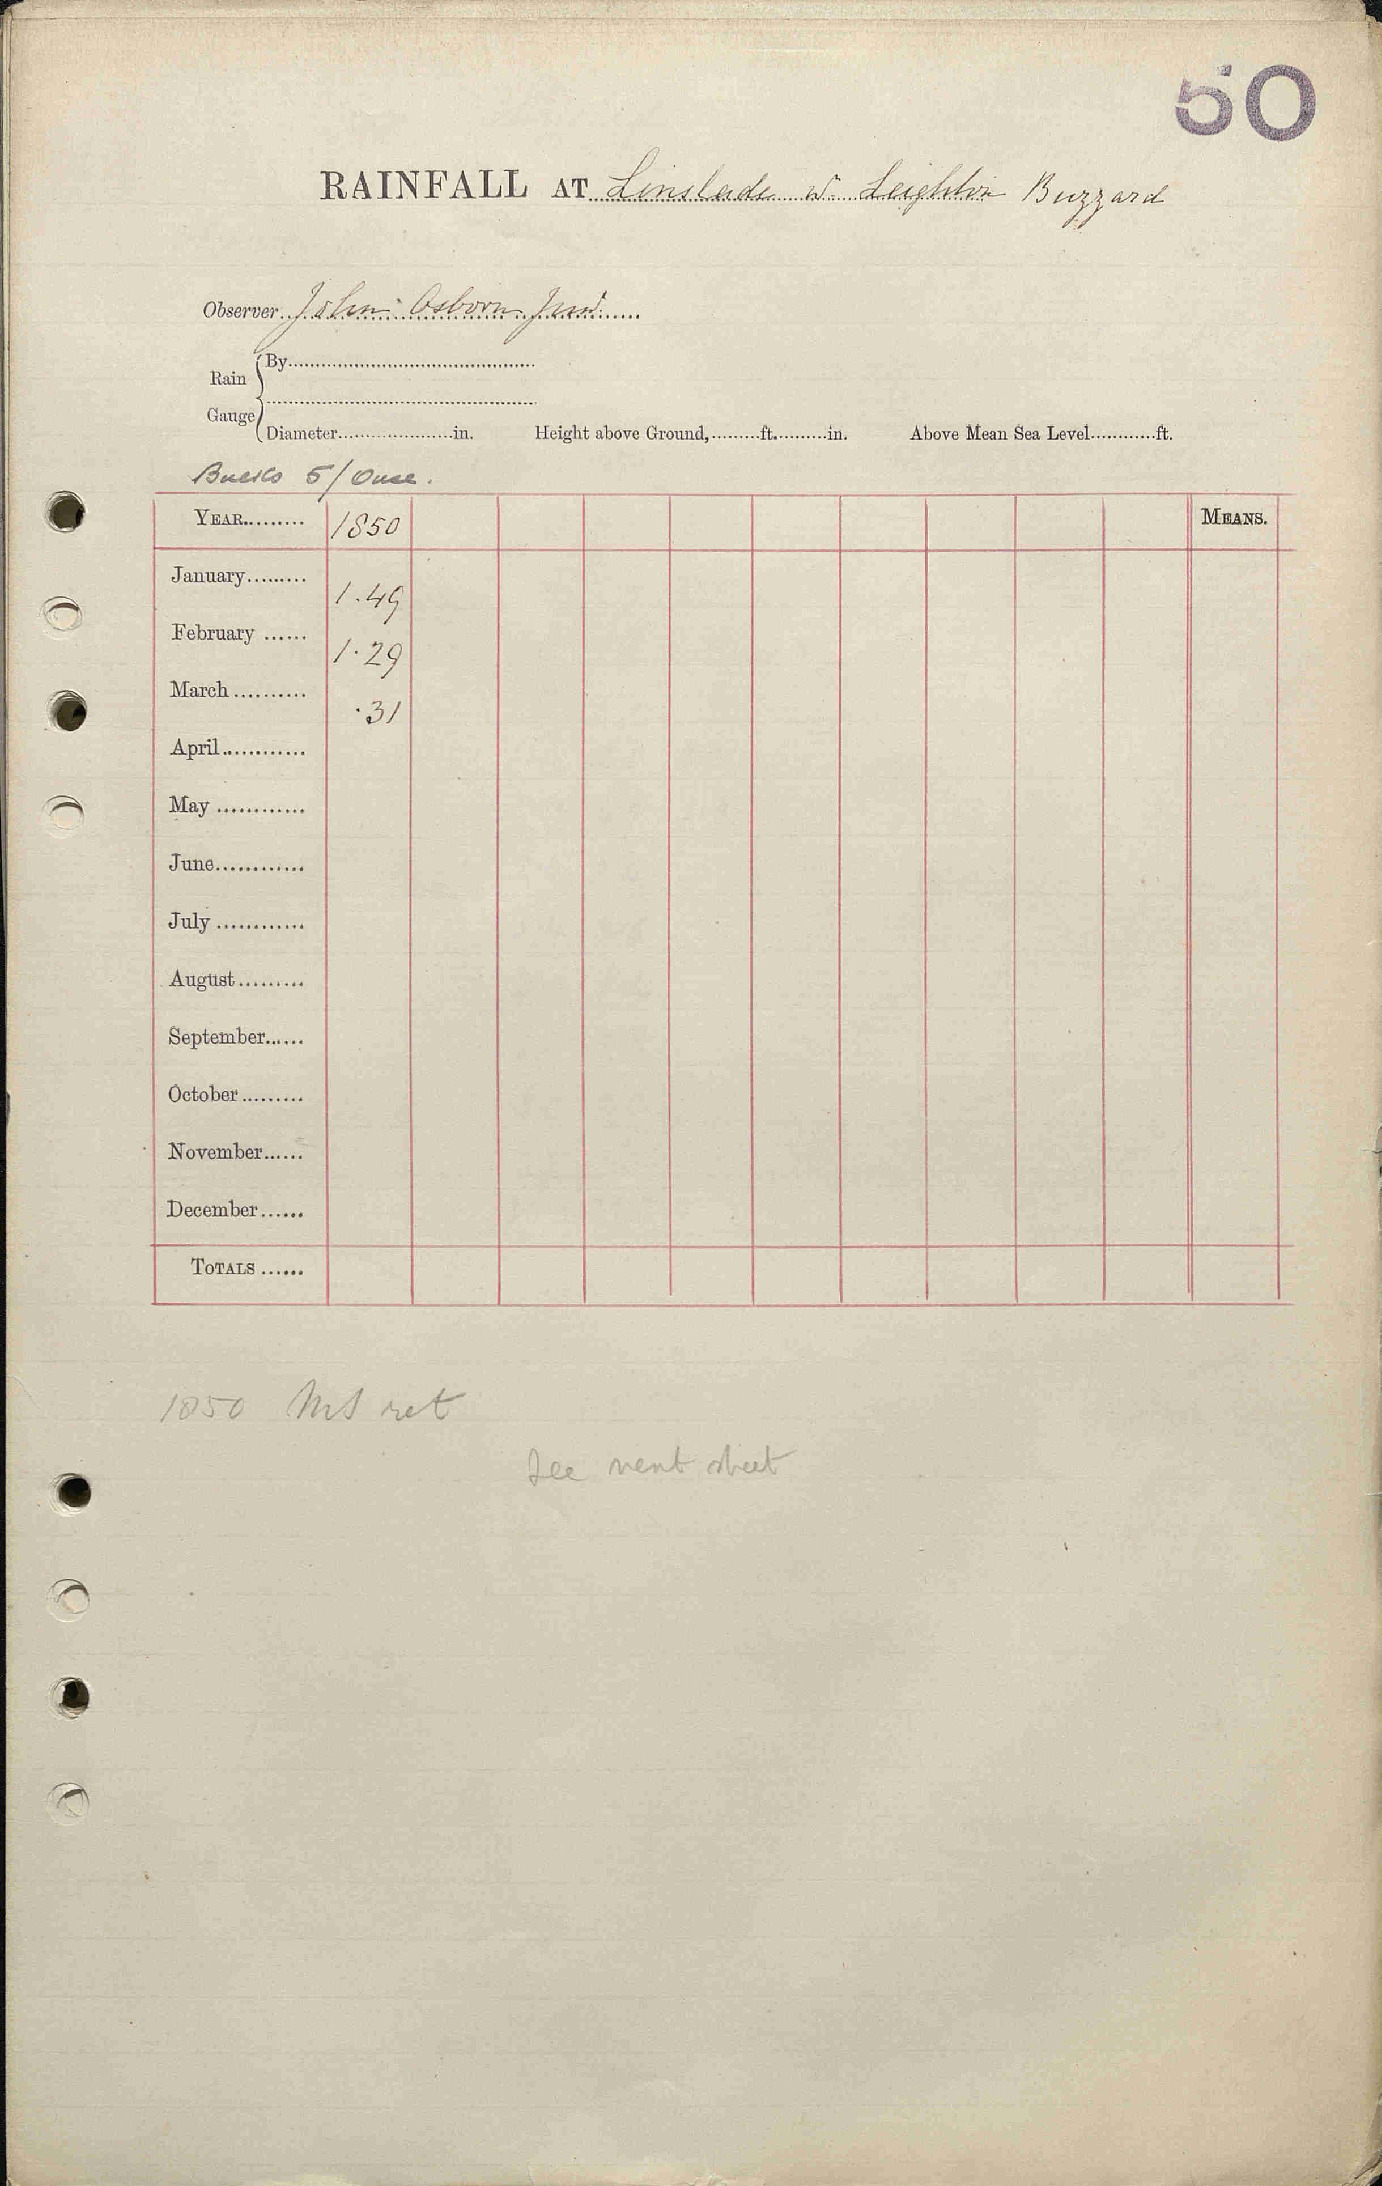 50
RAINFALL AT Linslade nr. Leighton Buzzard
Observer John Osborn Junr.
Rain Gauge { By
Diameter in. Height above Ground, ft. in. Above Mean Sea Level ft.
Bucks 5/Ouse.
YEAR 1850 MEANS.
January 1.49
February 1.29
March .31
April
May
June
July
August
September
October
November
December
TOTALS
1850 MS ret
See next sheet